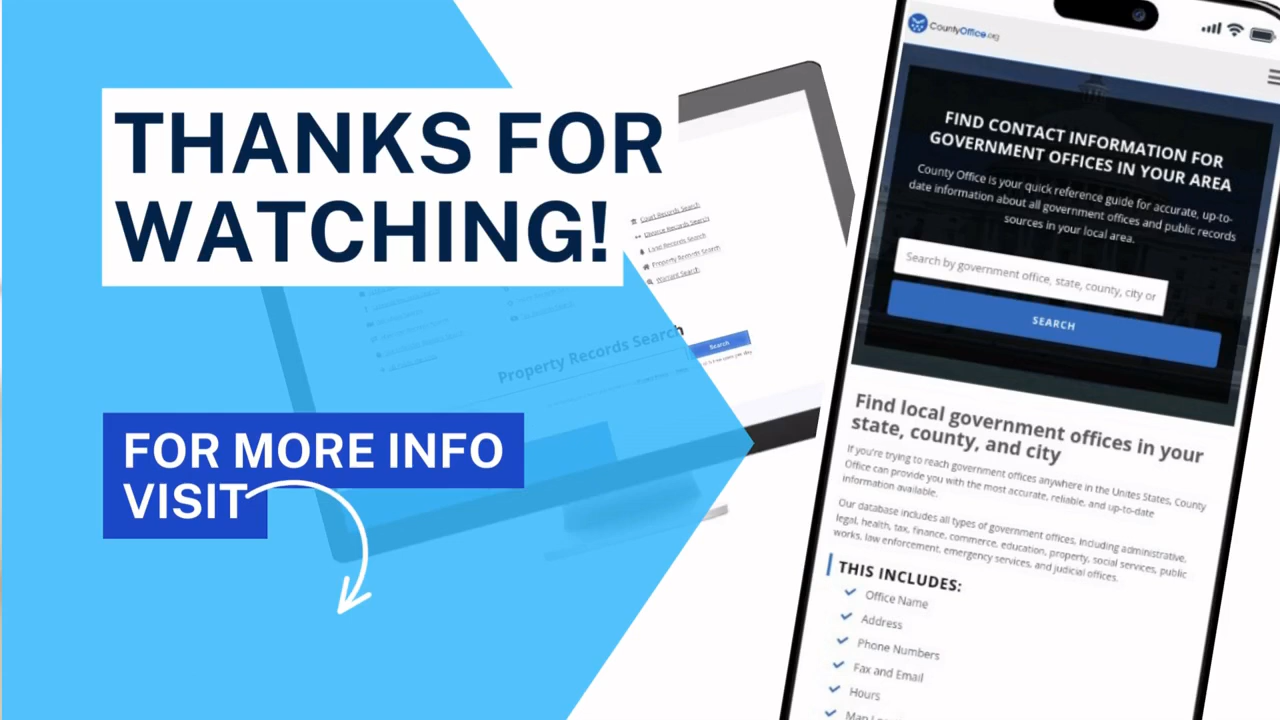 THANKS FOR
WATCHING!
FOR MORE INFO
VISIT
Court Records Search
Divorce Records Search
Land Records Search
Property Records Search
Warrant Search
Property Records Search
Search
CountyOffice.org
FIND CONTACT INFORMATION FOR
GOVERNMENT OFFICES IN YOUR AREA
County Office is your quick reference guide for accurate, up-to-
date information about all government offices and public records
sources in your local area.
Search by government office, state, county, city or
SEARCH
Find local government offices in your
state, county, and city
If you're trying to reach government offices anywhere in the Unites States, County
Office can provide you with the most accurate, reliable, and up-to-date
information available.
Our database includes all types of government offices, including administrative,
legal, health, tax, finance, commerce, education, property, social services, public
works, law enforcement, emergency services, and judicial offices.
THIS INCLUDES:
Office Name
Address
Phone Numbers
Fax and Email
Hours
Map